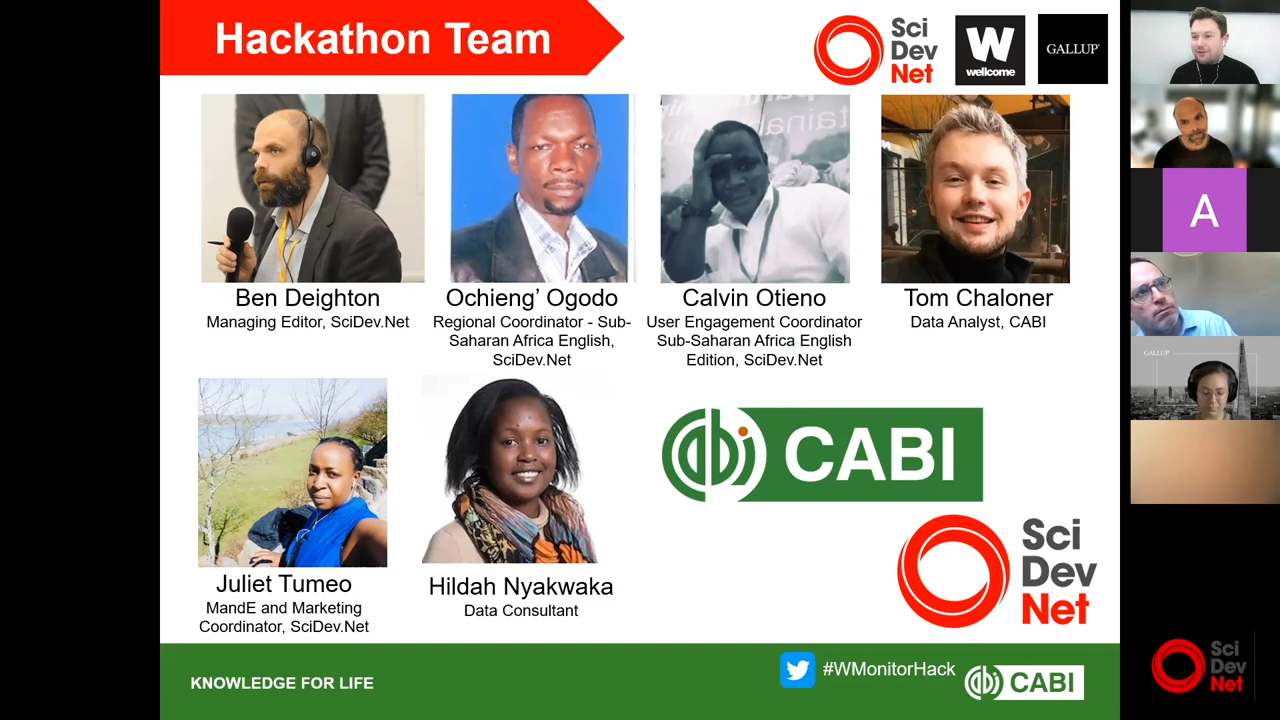 Hackathon Team
Sci
Dev
Net
W
wellcome
GALLUP
Ben Deighton
Managing Editor, SciDev.Net
Ochieng’ Ogodo
Regional Coordinator - Sub-
Saharan Africa English,
SciDev.Net
Calvin Otieno
User Engagement Coordinator
Sub-Saharan Africa English
Edition, SciDev.Net
Tom Chaloner
Data Analyst, CABI
Juliet Tumeo
MandE and Marketing
Coordinator, SciDev.Net
Hildah Nyakwaka
Data Consultant
cabi CABI
Sci
Dev
Net
KNOWLEDGE FOR LIFE
#WMonitorHack
cabi CABI
A
GALLUP
Sci
Dev
Net